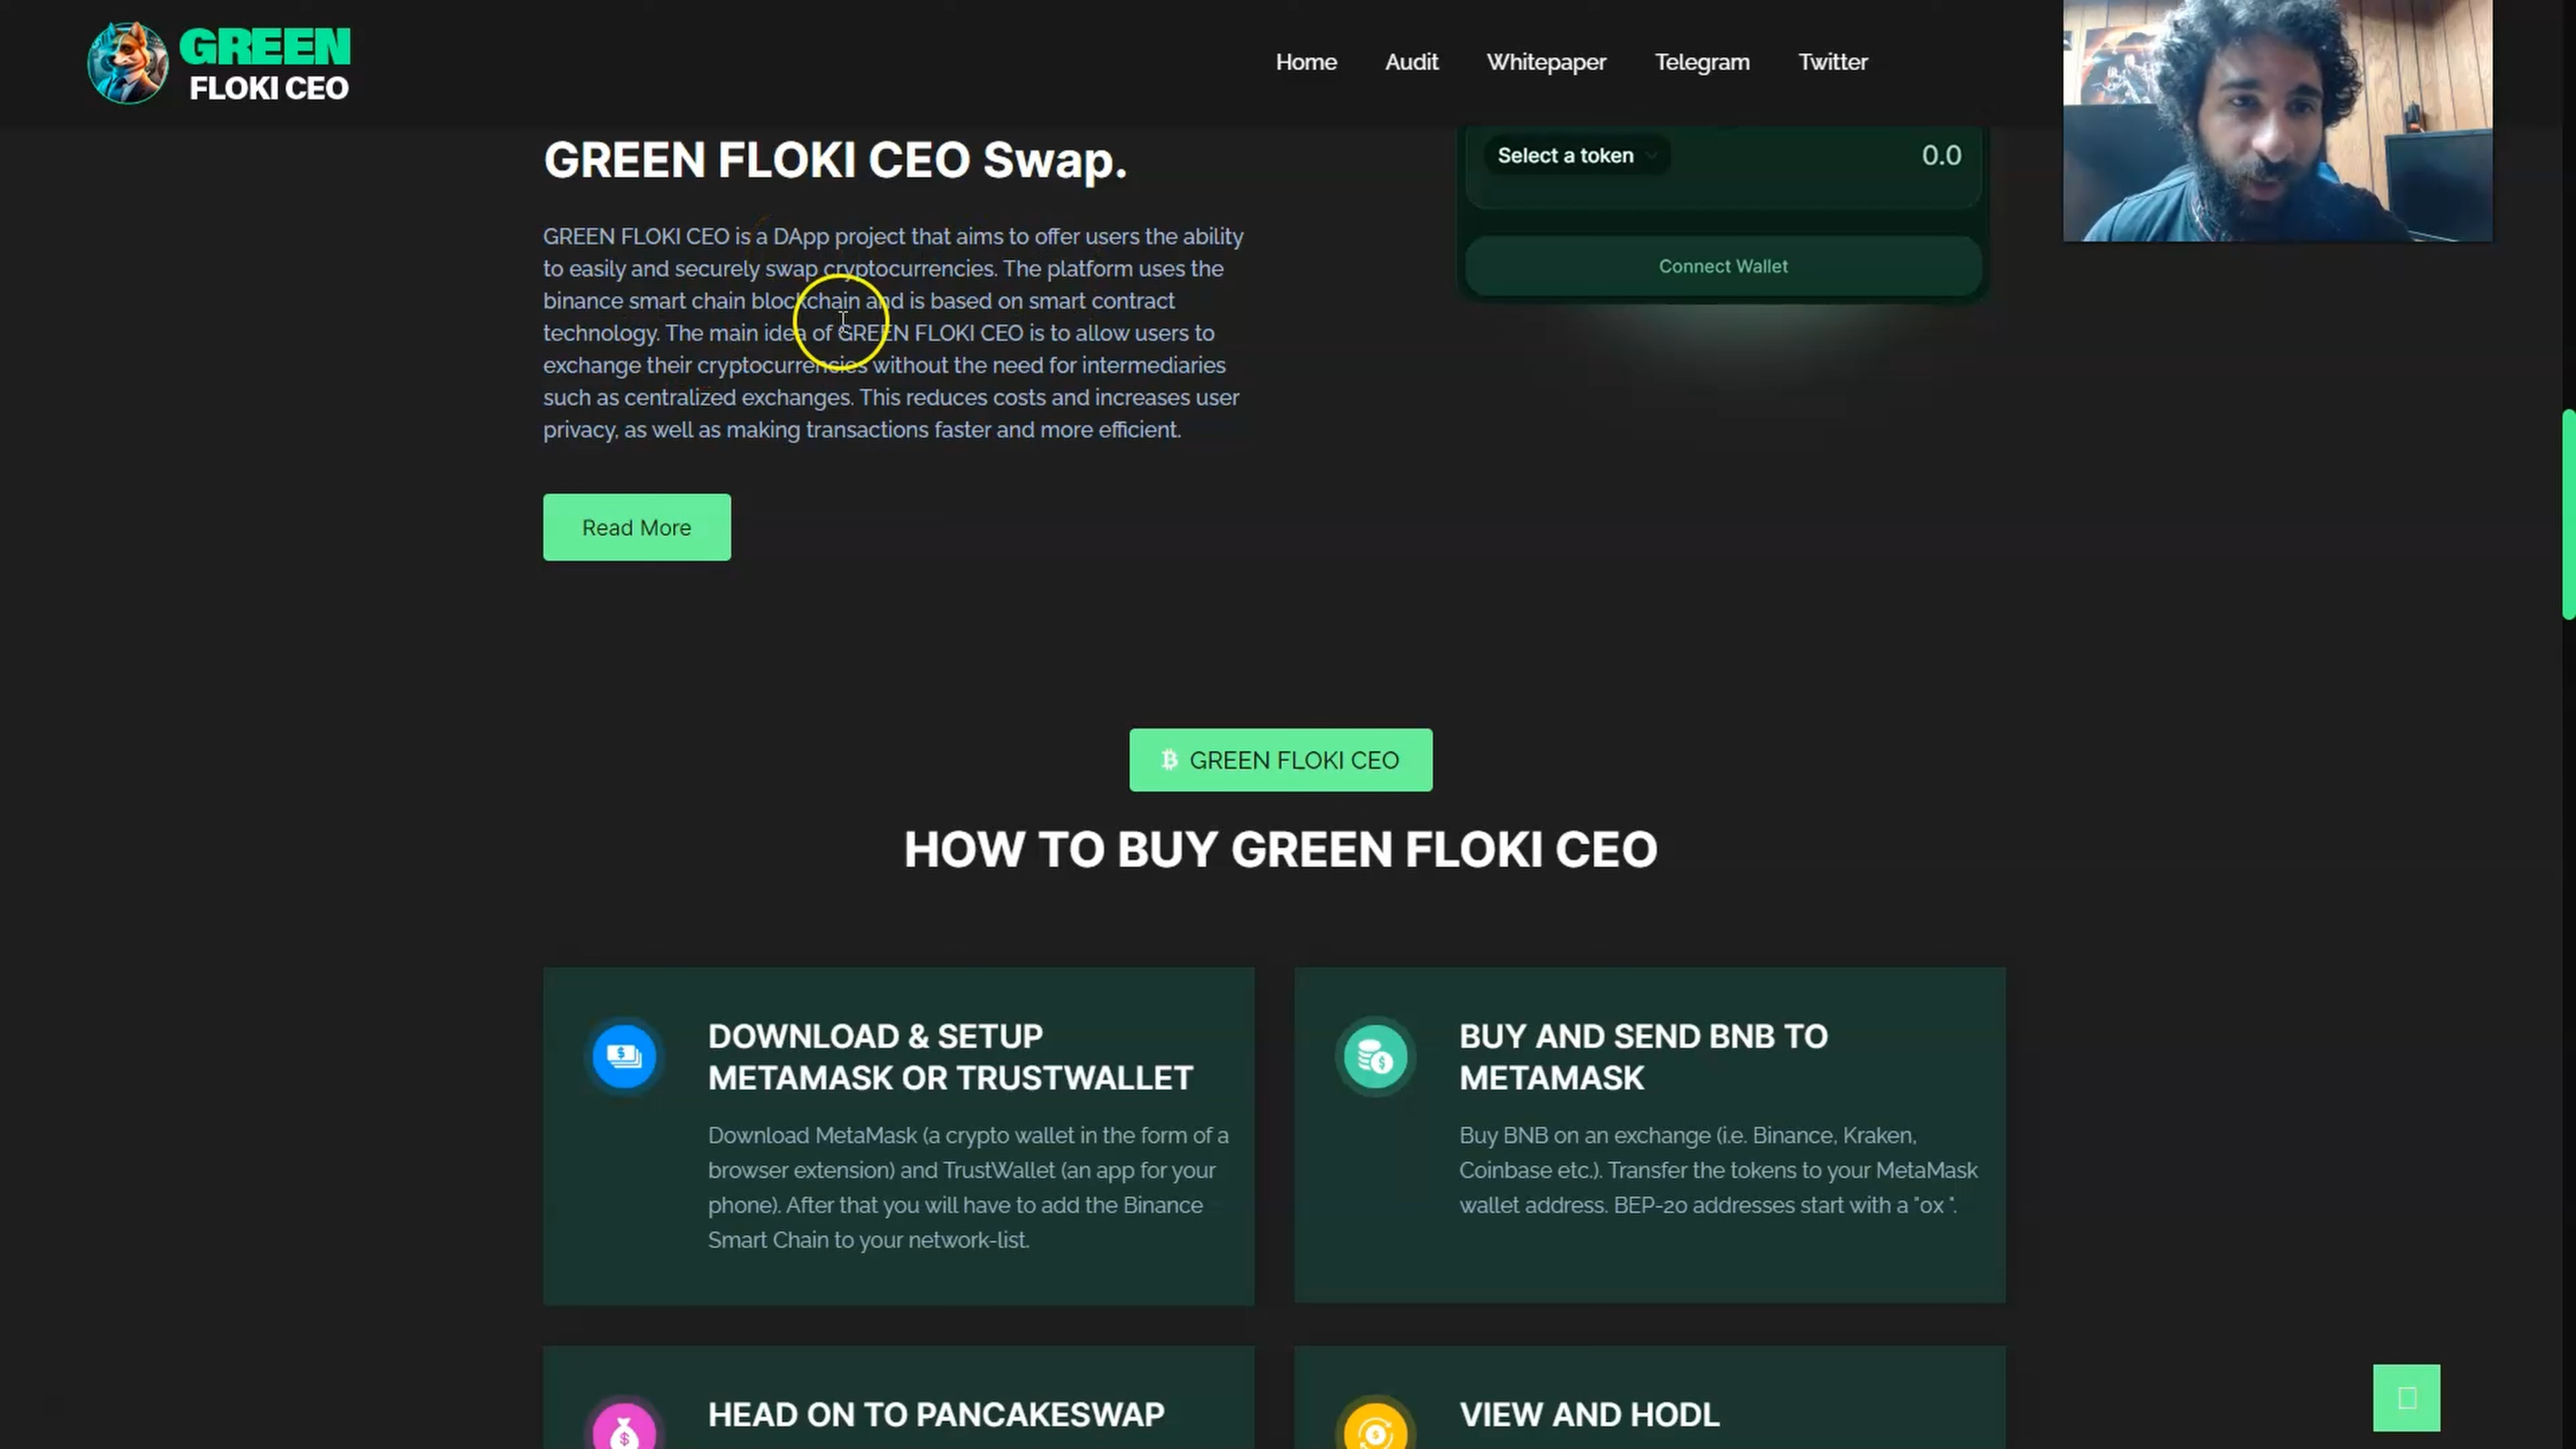 GREEN
FLOKI CEO
Home
Audit
Whitepaper
Telegram
Twitter
GREEN FLOKI CEO Swap.
GREEN FLOKI CEO is a DApp project that aims to offer users the ability
to easily and securely swap cryptocurrencies. The platform uses the
binance smart chain blockchain and is based on smart contract
technology. The main idea of GREEN FLOKI CEO is to allow users to
exchange their cryptocurrencies without the need for intermediaries
such as centralized exchanges. This reduces costs and increases user
privacy, as well as making transactions faster and more efficient.
Read More
Select a token
0.0
Connect Wallet
GREEN FLOKI CEO
HOW TO BUY GREEN FLOKI CEO
DOWNLOAD & SETUP
METAMASK OR TRUSTWALLET
Download MetaMask (a crypto wallet in the form of a
browser extension) and TrustWallet (an app for your
phone). After that you will have to add the Binance
Smart Chain to your network-list.
BUY AND SEND BNB TO
METAMASK
Buy BNB on an exchange (i.e. Binance, Kraken,
Coinbase etc.). Transfer the tokens to your MetaMask
wallet address. BEP-20 addresses start with a "0x ".
HEAD ON TO PANCAKESWAP
VIEW AND HODL